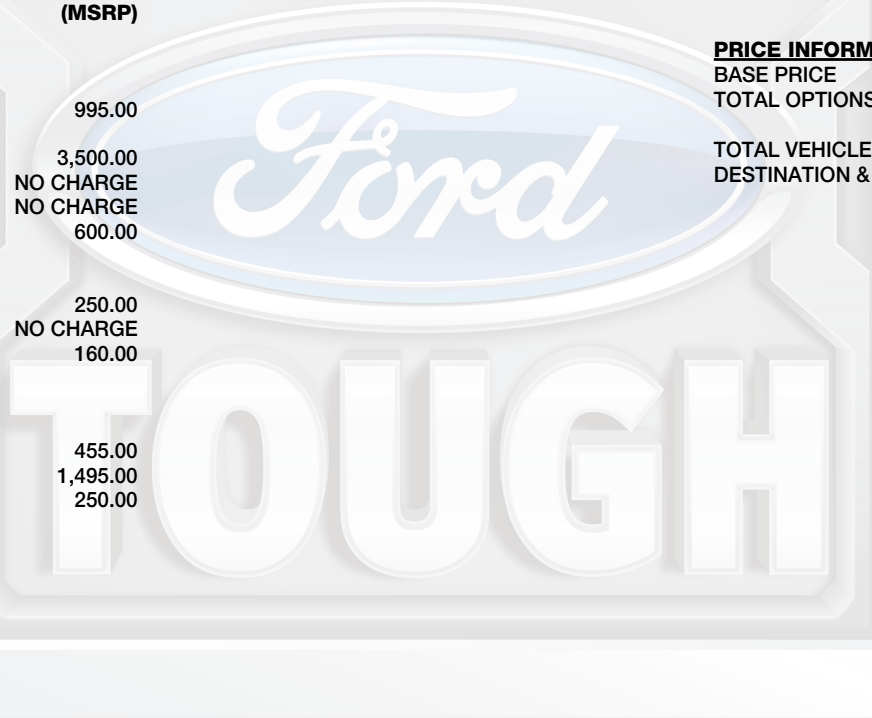 (MSRP)
995.00
3,500.00
NO CHARGE
NO CHARGE
600.00
250.00
NO CHARGE
160.00
455.00
1,495.00
250.00
PRICE INFORM
BASE PRICE
TOTAL OPTIONS
TOTAL VEHICLE
DESTINATION &
Ford
TOUGH